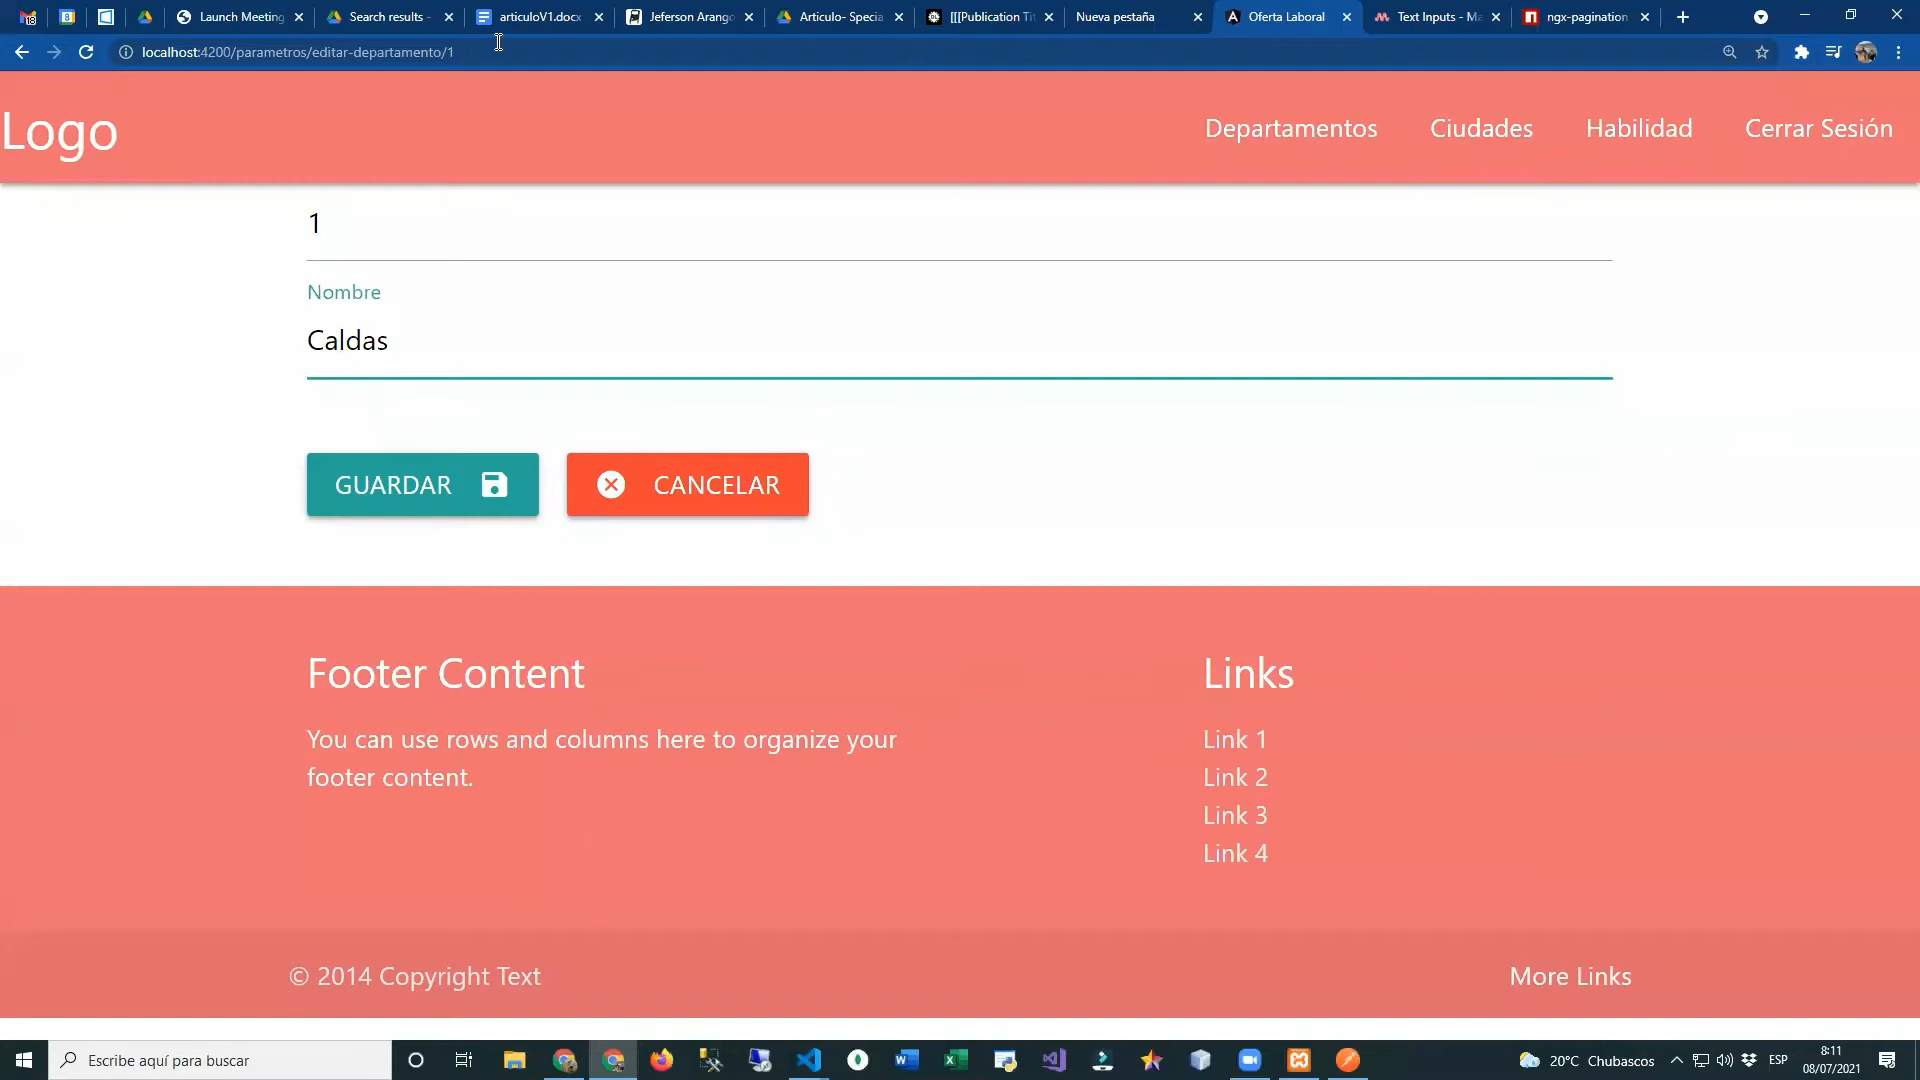 18
8
Launch Meeting
Search results -
articuloV1.docx
Jeferson Arango
Articulo- Specia
[[[Publication Tit
Nueva pestaña
Oferta Laboral
Text Inputs - Ma
ngx-pagination
localhost:4200/parametros/editar-departamento/1
Logo
Departamentos
Ciudades
Habilidad
Cerrar Sesión
1
Nombre
Caldas
GUARDAR
CANCELAR
Footer Content
Links
You can use rows and columns here to organize your
footer content.
Link 1
Link 2
Link 3
Link 4
© 2014 Copyright Text
More Links
Escribe aquí para buscar
20°C Chubascos
ESP
8:11
08/07/2021